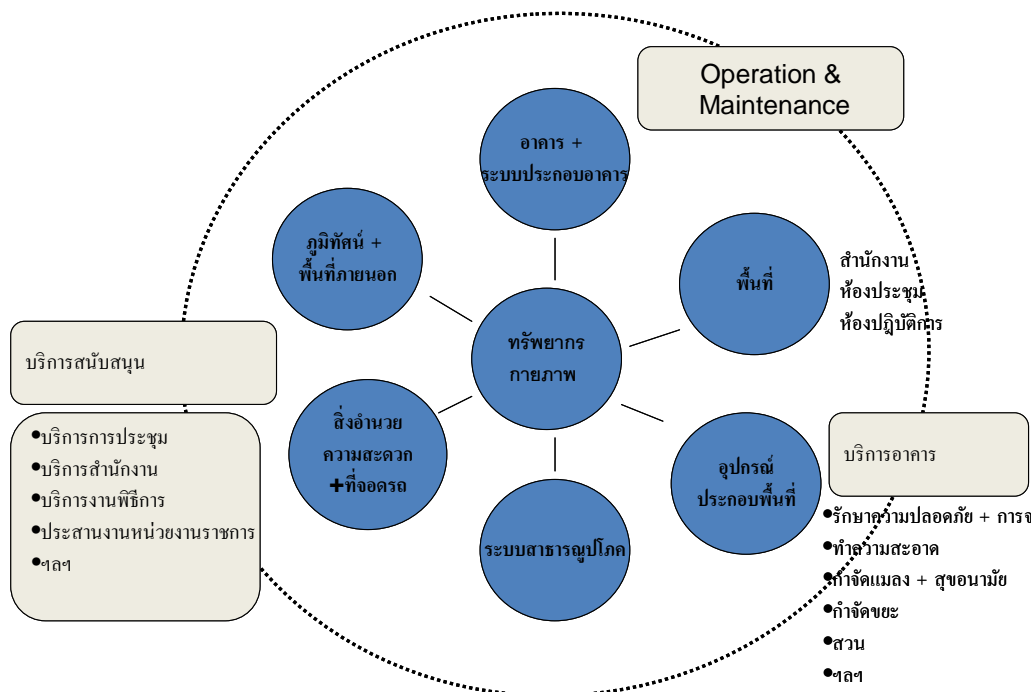 Operation &
Maintenance
อาคาร +
ระบบประกอบอาคาร
ภูมิทัศน์ +
พื้นที่ภายนอก
พื้นที่
สำนักงาน
ห้องประชุม
ห้องปฎิบัติการ
ทรัพยากร
กายภาพ
บริการสนับสนุน
สิ่งอำนวย
ความสะดวก
+ที่จอดรถ
•บริการการประชุม
•บริการสำนักงาน
•บริการงานพิธีการ
•ประสานงานหน่วยงานราชการ
•ฯลฯ
ระบบสาธารณูปโภค
อุปกรณ์
ประกอบพื้นที่
บริการอาคาร
•รักษาความปลอดภัย + การจ
•ทำความสะอาด
•กำจัดแมลง + สุขอนามัย
•กำจัดขยะ
•สวน
•ฯลฯ